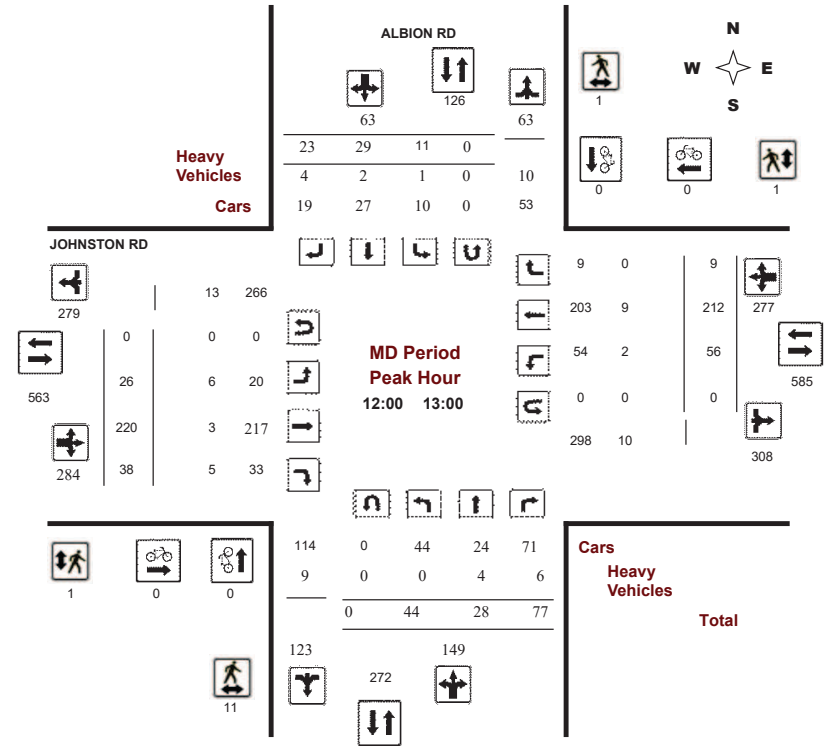 ALBION RD
N
W E
S
126
1
63 63
23 29 11 0
Heavy
Vehicles
4 2 1 0 10
Cars
19 27 10 0 53
0 0 1
JOHNSTON RD
279
13 266
0 0 0
563
26 6 20
220 3 217
284
38 5 33
MD Period
Peak Hour
12:00 13:00
9 0 9
203 9 212 277
54 2 56
585
0 0 0
298 10
308
114 0 44 24 71
Cars
9 0 0 4 6
Heavy
Vehicles
0 44 28 77
Total
1 0 0
123 149
272
11